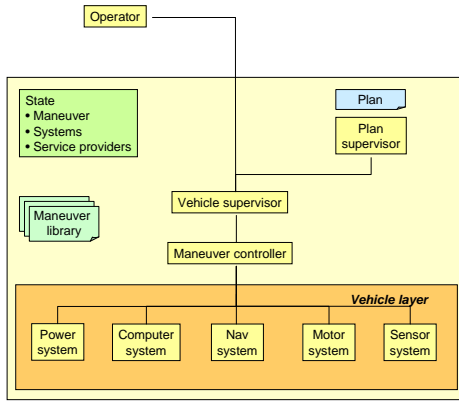 Operator
State
• Maneuver
• Systems
• Service providers
Plan
Plan
supervisor
Maneuver
library
Vehicle supervisor
Maneuver controller
Vehicle layer
Power
system
Computer
system
Nav
system
Motor
system
Sensor
system